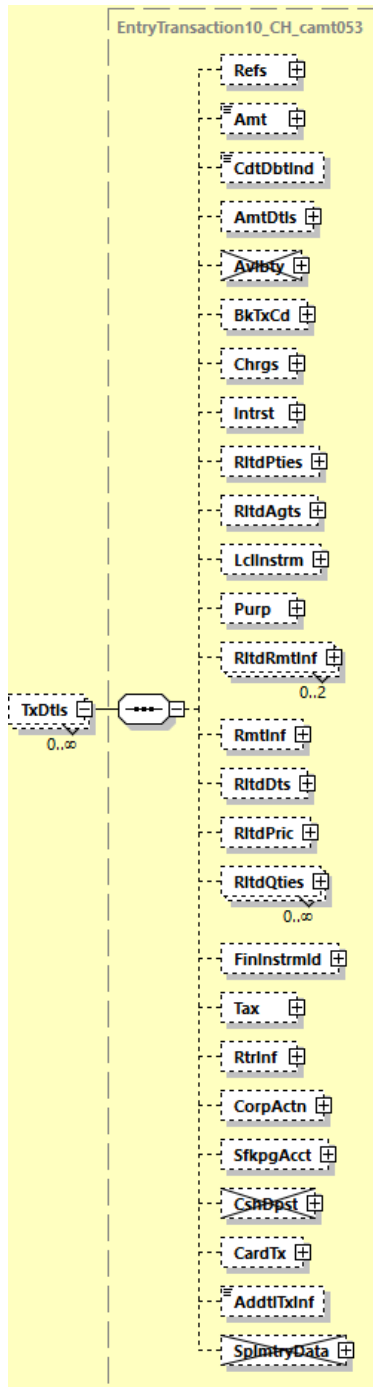 EntryTransaction10_CH_camt053
Refs
Amt
CdtDbtInd
AmtDtls
Avlbty
BkTxCd
Chrgs
Intrst
RltdPties
RltdAgts
LclInstrm
Purp
RltdRmtInf
0..2
TxDtls
0..∞
RmtInf
RltdDts
RltdPric
RltdQties
0..∞
FinInstrmId
Tax
RtrInf
CorpActn
SfkpgAcct
CshDpst
CardTx
AddtlTxInf
SplmtryData